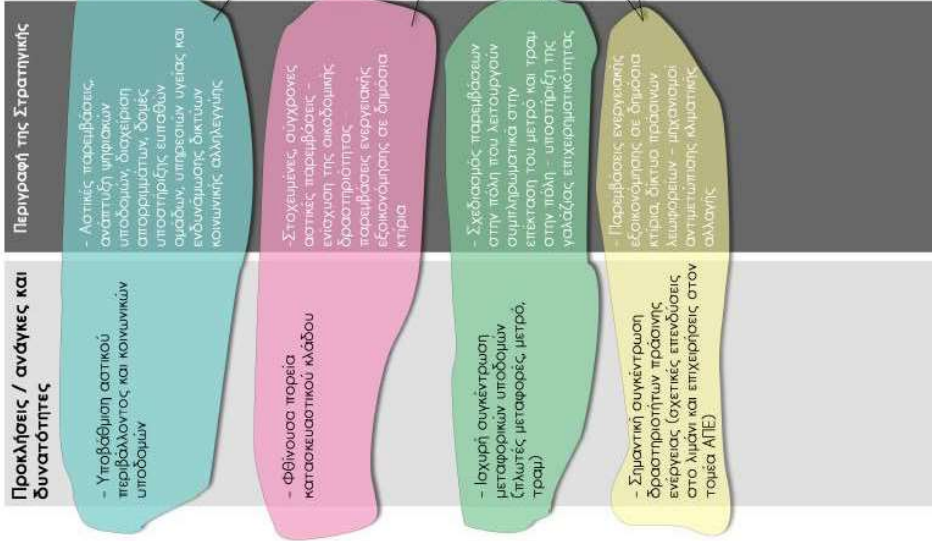 Προκλήσεις / ανάγκες και
δυνατότητες
Περιγραφή της Στρατηγικής
- Υποβάθμιση αστικού
περιβάλλοντος και κοινωνικών
υποδομών
- Αστικές παρεμβάσεις,
ανάπτυξη ψηφιακών
υποδομών, διαχείριση
απορριμμάτων, δομές
υποστήριξης ευπαθών
ομάδων, υπηρεσιών υγείας και
ενδυνάμωσης δικτύων
κοινωνικής αλληλεγγύης
- Φθίνουσα πορεία
κατασκευαστικού κλάδου
-Στοχευμένες, σύγχρονες
αστικές παρεμβάσεις -
ενίσχυση της οικοδομικής
δραστηριότητας
παρεμβάσεις ενεργειακής
εξοικονόμησης σε δημόσια
κτιρια
- Ισχυρή συγκέντρωση
μεταφορικών υποδομών
(πλωτές μεταφορές, μετρό,
τραμ)
- Σχεδιασμός παρεμβάσεων
στην πόλη που λειτουργούν
συμπληρωματικά στην
επέκταση του μετρό και τραμ
στην πόλη - υποστήριξη της
γαλάζιας επιχειρηματικότητας
- Σημαντική συγκέντρωση
δραστηριοτήτων πράσινης
ενέργειας (σχετικές επενδύσεις
στο λιμάνι και επιχειρήσεις στον
τομέα ΑΠΕ)
- Παρεμβάσεις ενεργειακής
εξοικονόμησης σε δημόσια
κτίρια, δίκτυο πράσινων
λεωφορείων - μηχανισμοί
αντιμετώπισης κλιματικής
αλλαγής